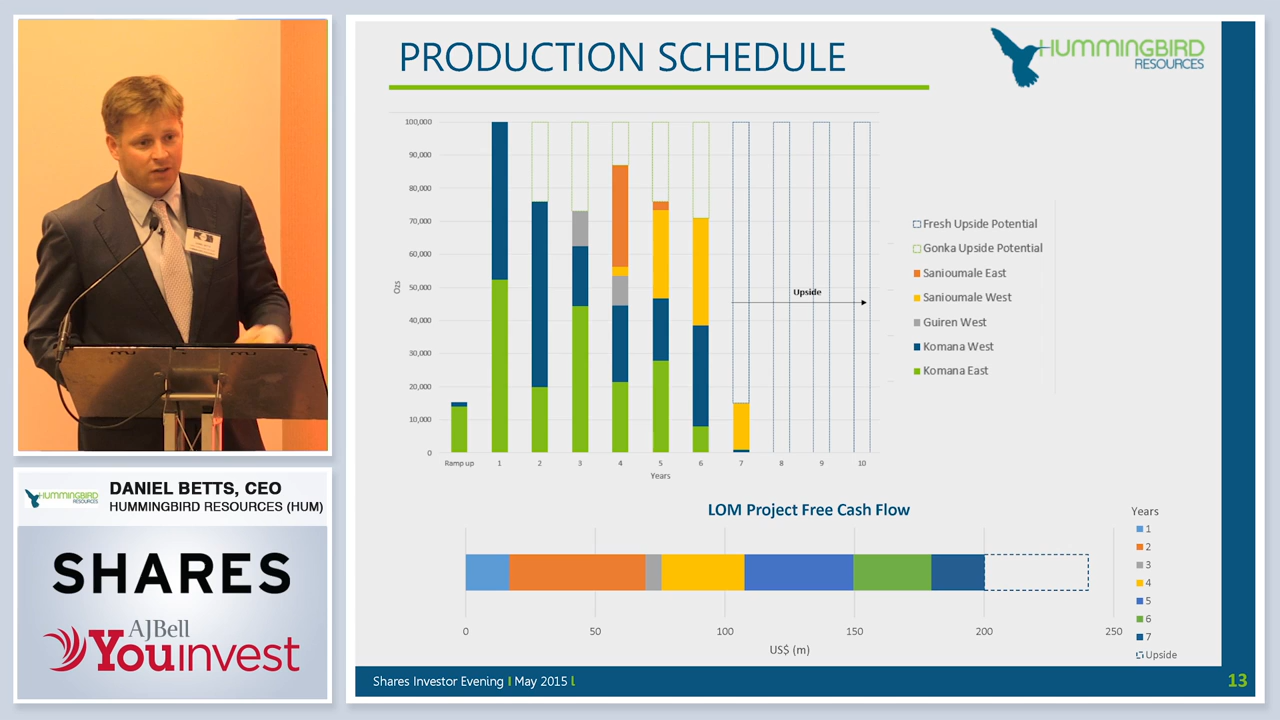 DANIEL BETTS, CEO
HUMMINGBIRD RESOURCES (HUM)
HUMMINGBIRD
RESOURCES
SHARES
AJBell
Youinvest
PRODUCTION SCHEDULE
HUMMINGBIRD
RESOURCES
100,000
90,000
80,000
70,000
60,000
50,000
40,000
30,000
20,000
10,000
0
Ozs
Upside
Ramp up 1 2 3 4 5 6 7 8 9 10
Years
Fresh Upside Potential
Gonka Upside Potential
Sanioumale East
Sanioumale West
Guiren West
Komana West
Komana East
LOM Project Free Cash Flow
0 50 100 150 200 250
US$ (m)
Years
1
2
3
4
5
6
7
Upside
Shares Investor Evening I May 2015 l
13